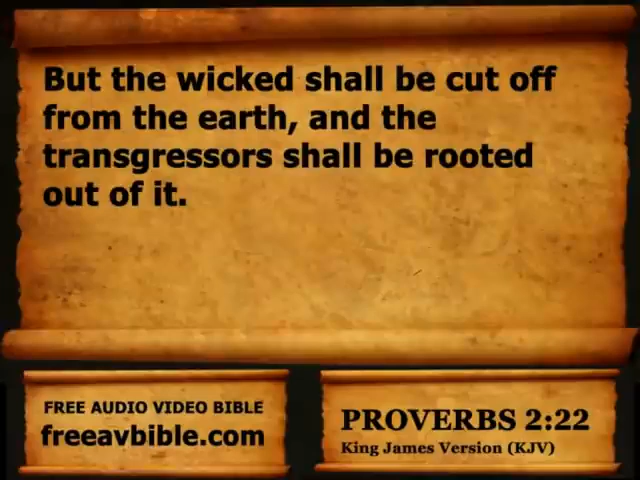 But the wicked shall be cut off
from the earth, and the
transgressors shall be rooted
out of it.
FREE AUDIO VIDEO BIBLE
freeavbible.com
PROVERBS 2:22
King James Version (KJV)